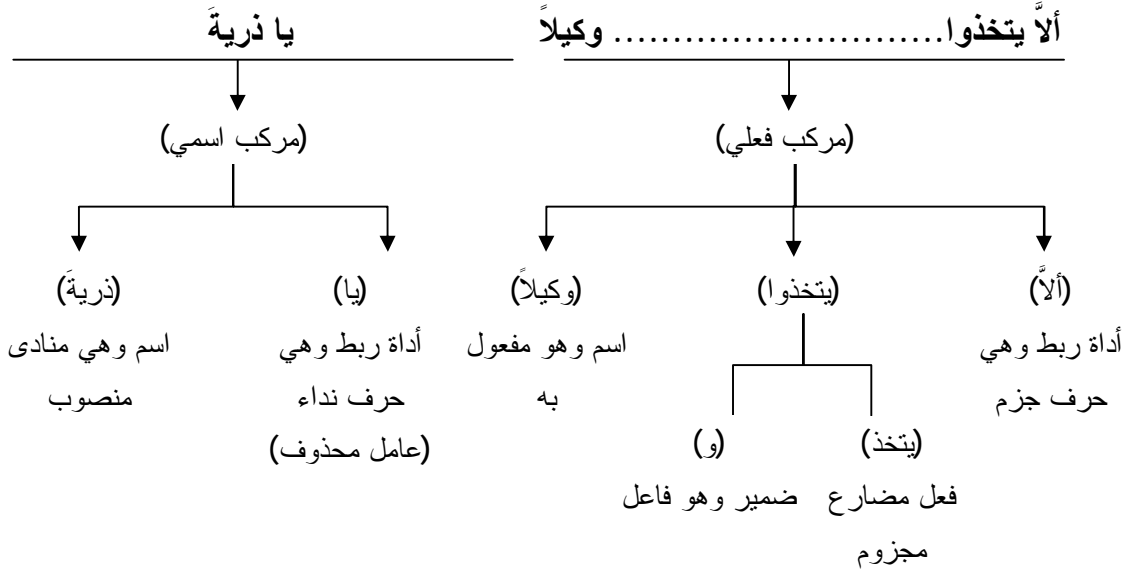 ألاَّ يتخذوا........................... وكيلاً يا ذريةَ
(مركب فعلي) (مركب اسمي)
(ألاَّ) (يتخذوا) (وكيلاً) (يا) (ذريةَ)
أداة ربط وهي اسم وهو مفعول أداة ربط وهي اسم وهي منادى
حرف جزم به حرف نداء منصوب
(يتخذ) (و) (عامل محذوف)
فعل مضارع ضمير وهو فاعل
مجزوم